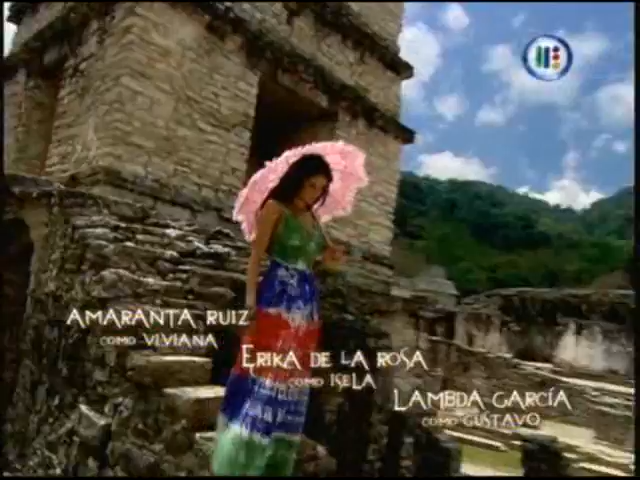 AMARANTA RUIZ
COMO VIVIANA
ERIKA DE LA ROSA
COMO ISELA
LAMBDA GARCÍA
COMO GUSTAVO